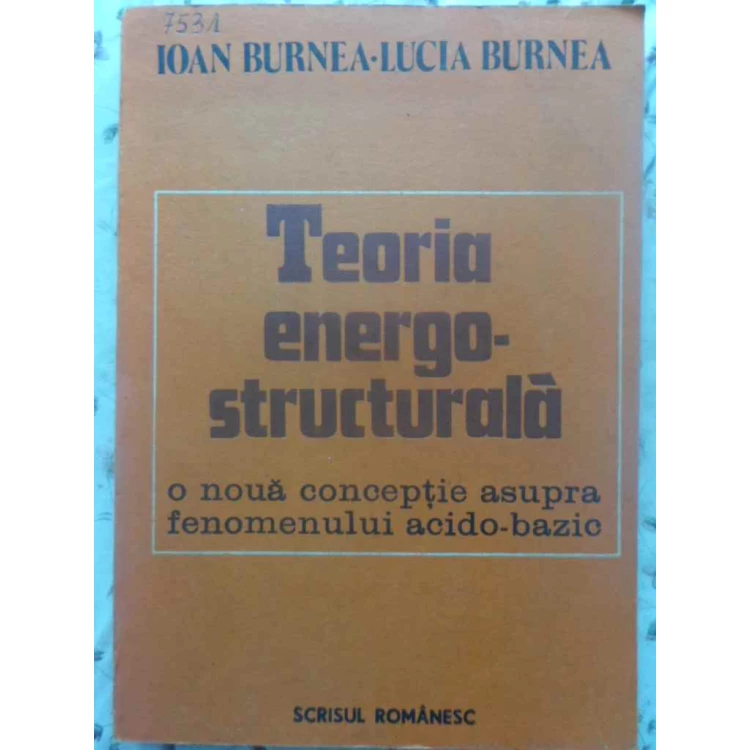 7531
IOAN BURNEA·LUCIA BURNEA
Teoria
energo-
structurală
o nouă concepție asupra
fenomenului acido-bazic
SCRISUL ROMÂNESC